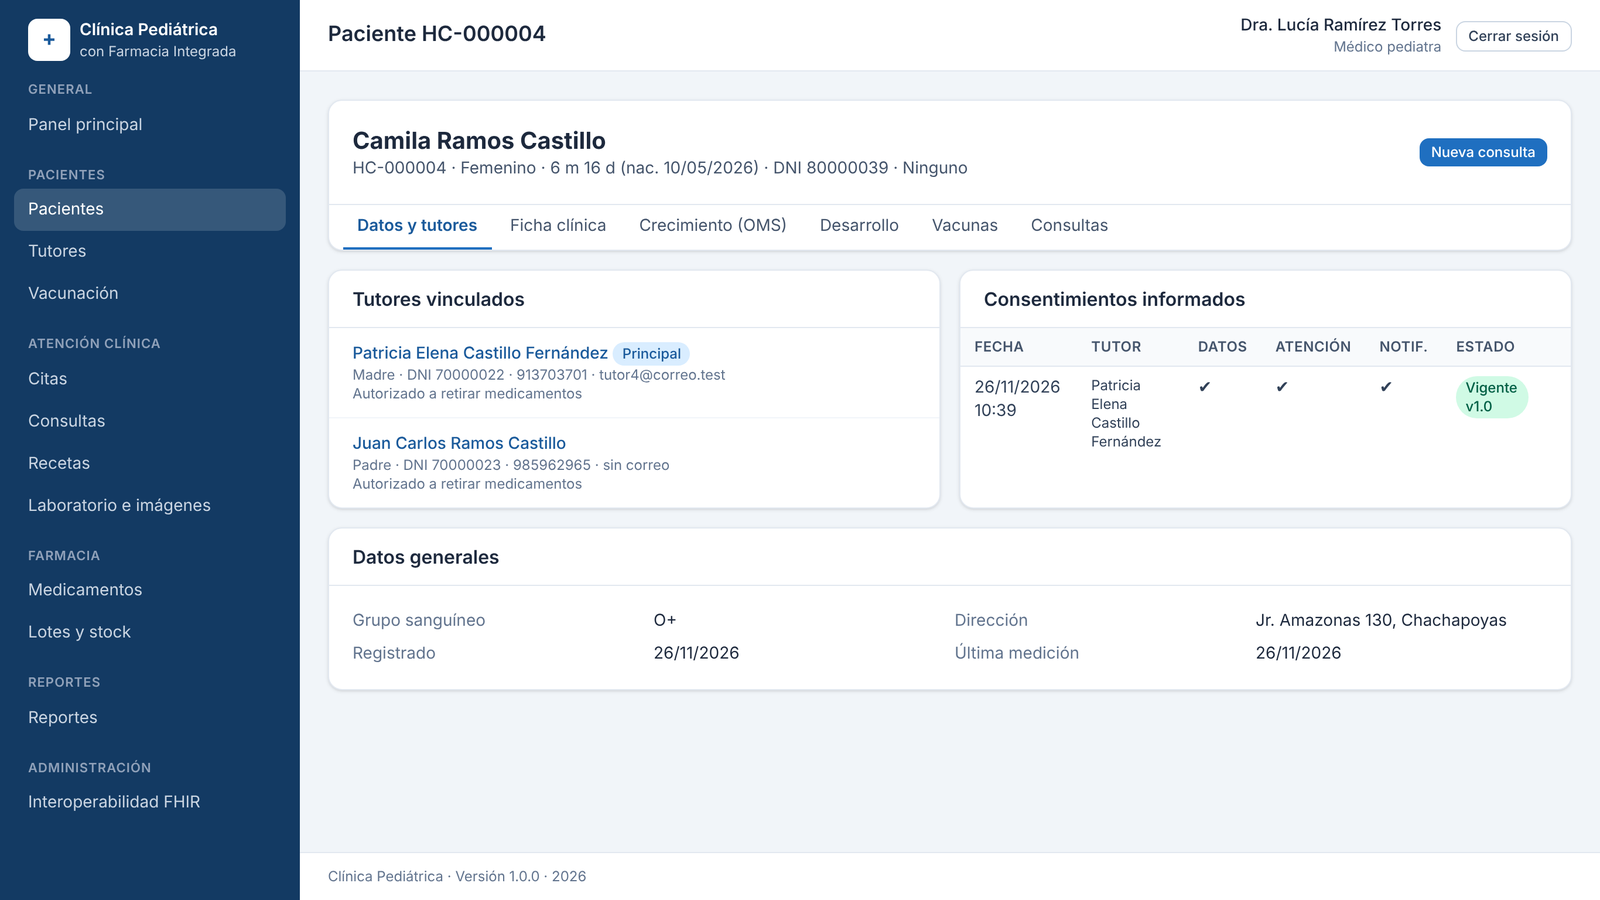 +
Clínica Pediátrica
con Farmacia Integrada
GENERAL
Panel principal
PACIENTES
Pacientes
Tutores
Vacunación
ATENCIÓN CLÍNICA
Citas
Consultas
Recetas
Laboratorio e imágenes
FARMACIA
Medicamentos
Lotes y stock
REPORTES
Reportes
ADMINISTRACIÓN
Interoperabilidad FHIR
Paciente HC-000004
Dra. Lucía Ramírez Torres
Médico pediatra
Cerrar sesión
Camila Ramos Castillo
HC-000004 · Femenino · 6 m 16 d (nac. 10/05/2026) · DNI 80000039 · Ninguno
Nueva consulta
Datos y tutores Ficha clínica Crecimiento (OMS) Desarrollo Vacunas Consultas
Tutores vinculados
Patricia Elena Castillo Fernández Principal
Madre · DNI 70000022 · 913703701 · tutor4@correo.test
Autorizado a retirar medicamentos
Juan Carlos Ramos Castillo
Padre · DNI 70000023 · 985962965 · sin correo
Autorizado a retirar medicamentos
Consentimientos informados
FECHA TUTOR DATOS ATENCIÓN NOTIF. ESTADO
26/11/2026
10:39
Patricia
Elena
Castillo
Fernández
✔ ✔ ✔
Vigente
v1.0
Datos generales
Grupo sanguíneo O+ Dirección Jr. Amazonas 130, Chachapoyas
Registrado 26/11/2026 Última medición 26/11/2026
Clínica Pediátrica · Versión 1.0.0 · 2026